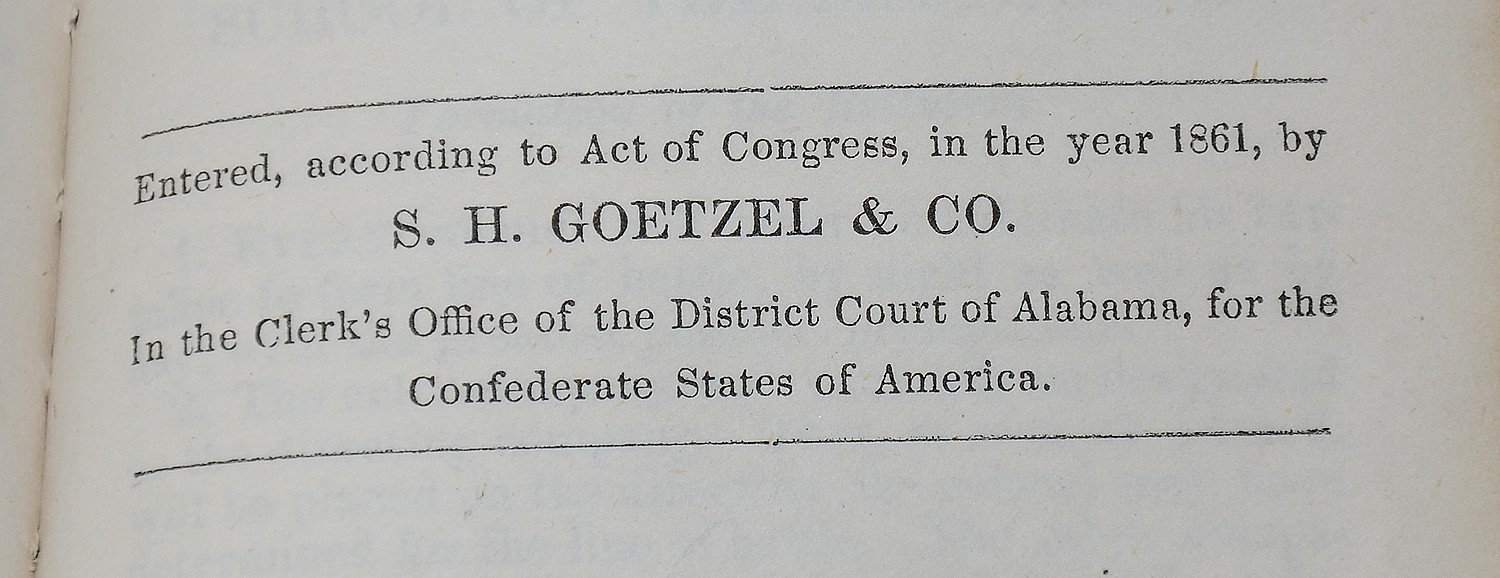 Entered, according to Act of Congress, in the year 1861, by
S. H. GOETZEL & CO.
In the Clerk's Office of the District Court of Alabama, for the
Confederate States of America.